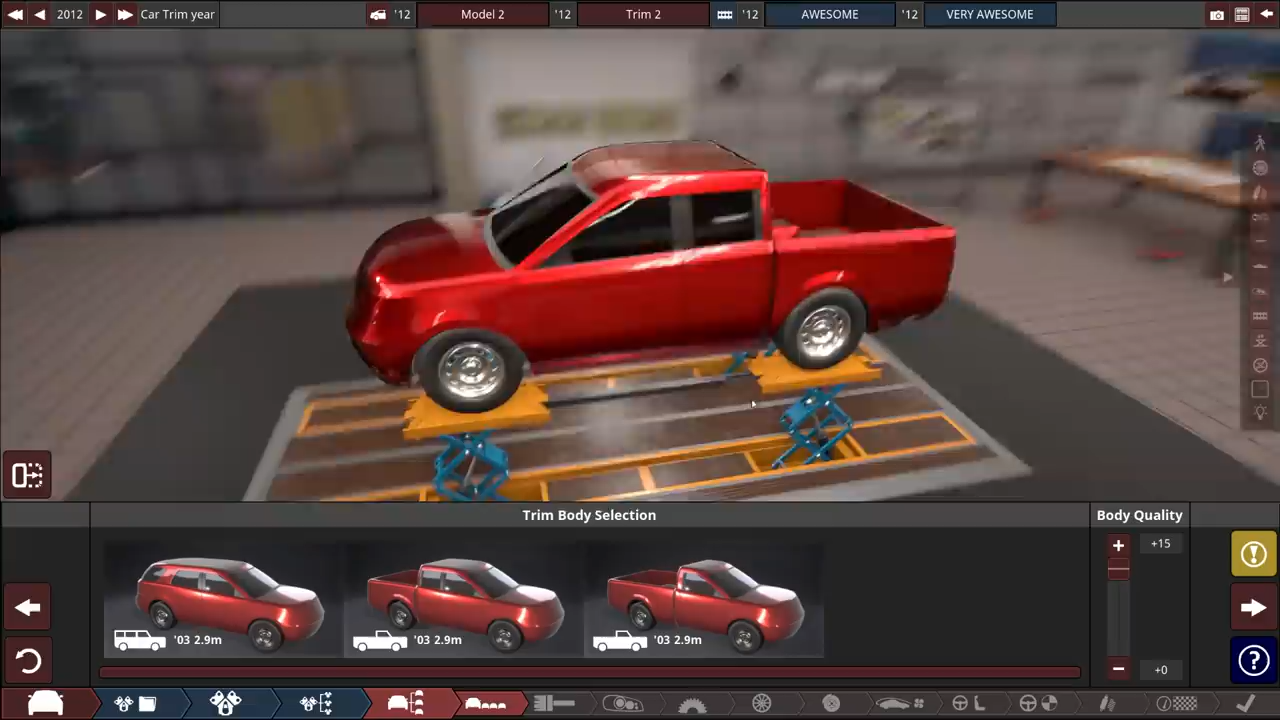 2012 Car Trim year '12 Model 2 '12 Trim 2 '12 AWESOME '12 VERY AWESOME
Trim Body Selection
Body Quality
+15
+0
'03 2.9m
'03 2.9m
'03 2.9m